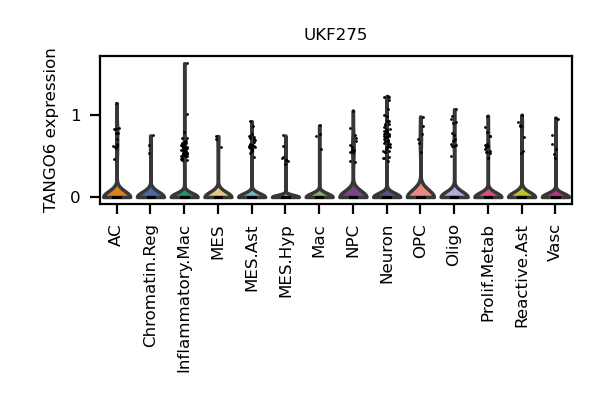 UKF275
TANGO6 expression
1
0
AC
Chromatin.Reg
Inflammatory.Mac
MES
MES.Ast
MES.Hyp
Mac
NPC
Neuron
OPC
Oligo
Prolif.Metab
Reactive.Ast
Vasc